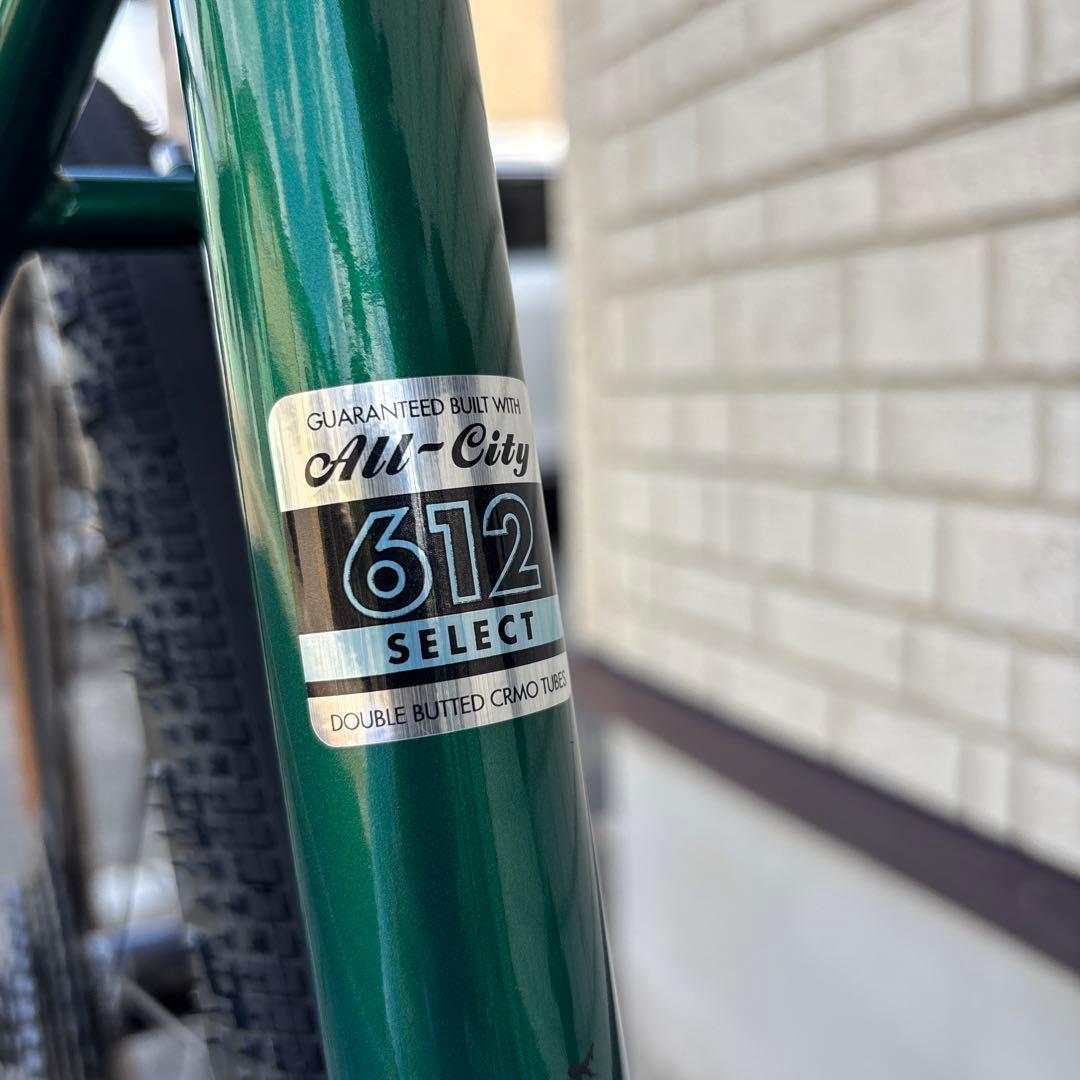 GUARANTEED BUILT WITH
All-City
612
SELECT
DOUBLE BUTTED CRMO TUBES